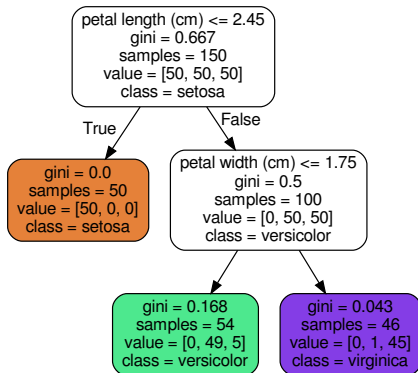 petal length (cm) <= 2.45
gini = 0.667
samples = 150
value = [50, 50, 50]
class = setosa
True
False
gini = 0.0
samples = 50
value = [50, 0, 0]
class = setosa
petal width (cm) <= 1.75
gini = 0.5
samples = 100
value = [0, 50, 50]
class = versicolor
gini = 0.168
samples = 54
value = [0, 49, 5]
class = versicolor
gini = 0.043
samples = 46
value = [0, 1, 45]
class = virginica